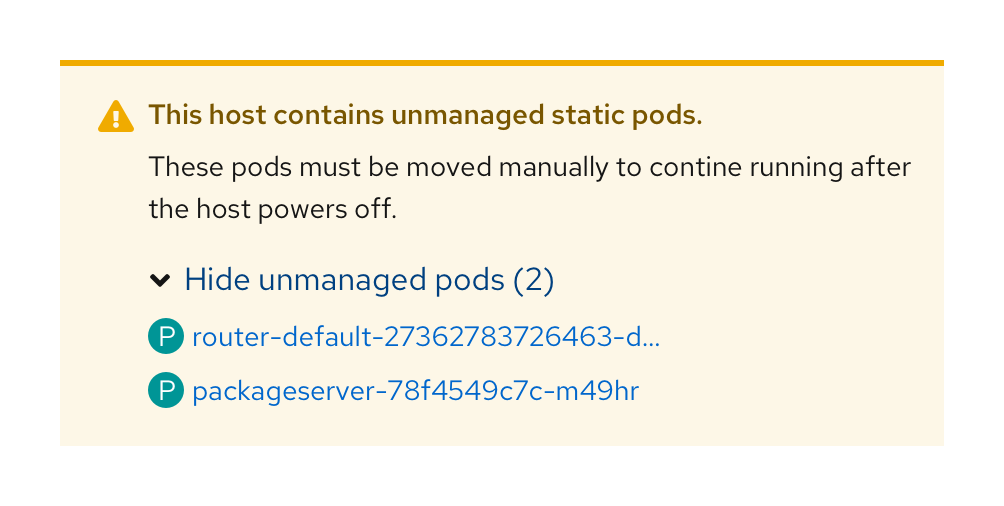 This host contains unmanaged static pods.
These pods must be moved manually to contine running after
the host powers off.
Hide unmanaged pods (2)
P router-default-27362783726463-d...
P packageserver-78f4549c7c-m49hr